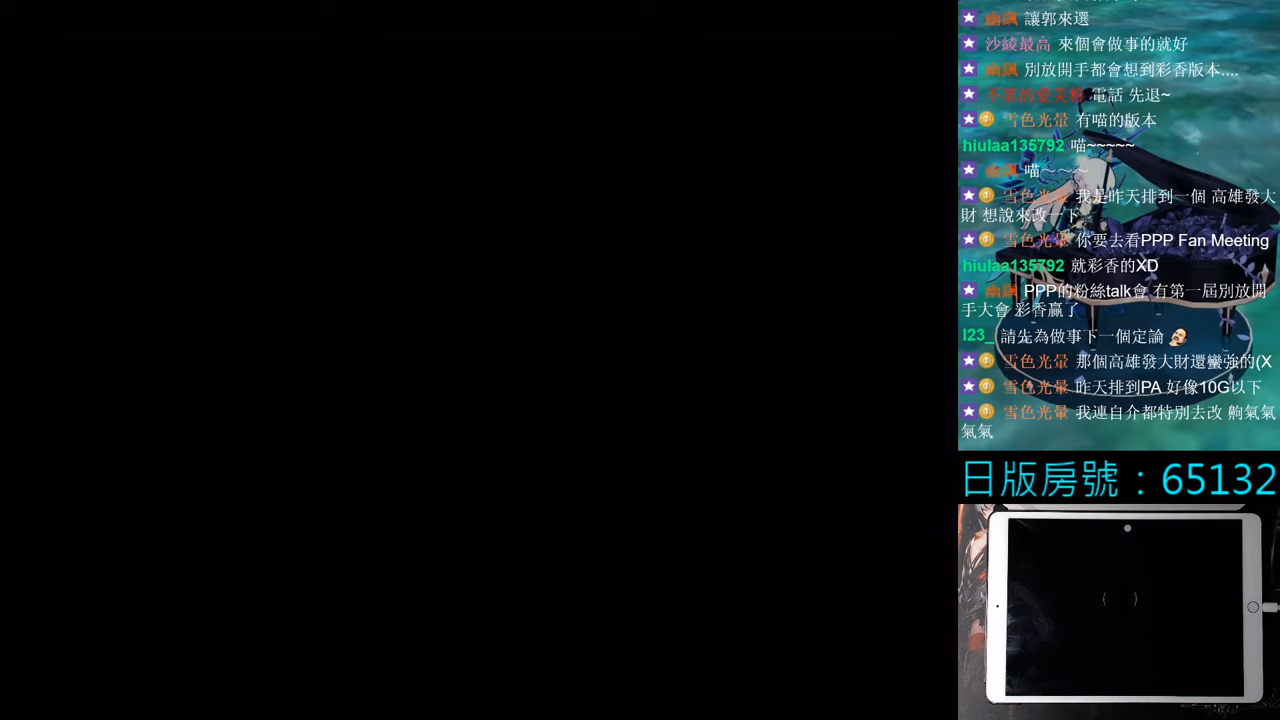 幽飄 讓郭來選
沙綾最高 來個會做事的就好
幽飄 別放開手都會想到彩香版本....
電話 先退~
雪色光暈 有喵的版本
hiulaa135792 喵~~~~~
幽飄 喵~~~~
雪色光暈 我是昨天排到一個 高雄發大
財 想說來改一下
雪色光暈 你要去看PPP Fan Meeting
hiulaa135792 就彩香的XD
幽飄 PPP的粉絲talk會 有第一屆別放開
手大會 彩香贏了
l23_ 請先為做事下一個定論
雪色光暈 那個高雄發大財還蠻強的(X
雪色光暈 昨天排到PA 好像10G以下
雪色光暈 我連自介都特別去改 齁氣氣
氣氣
日版房號：65132